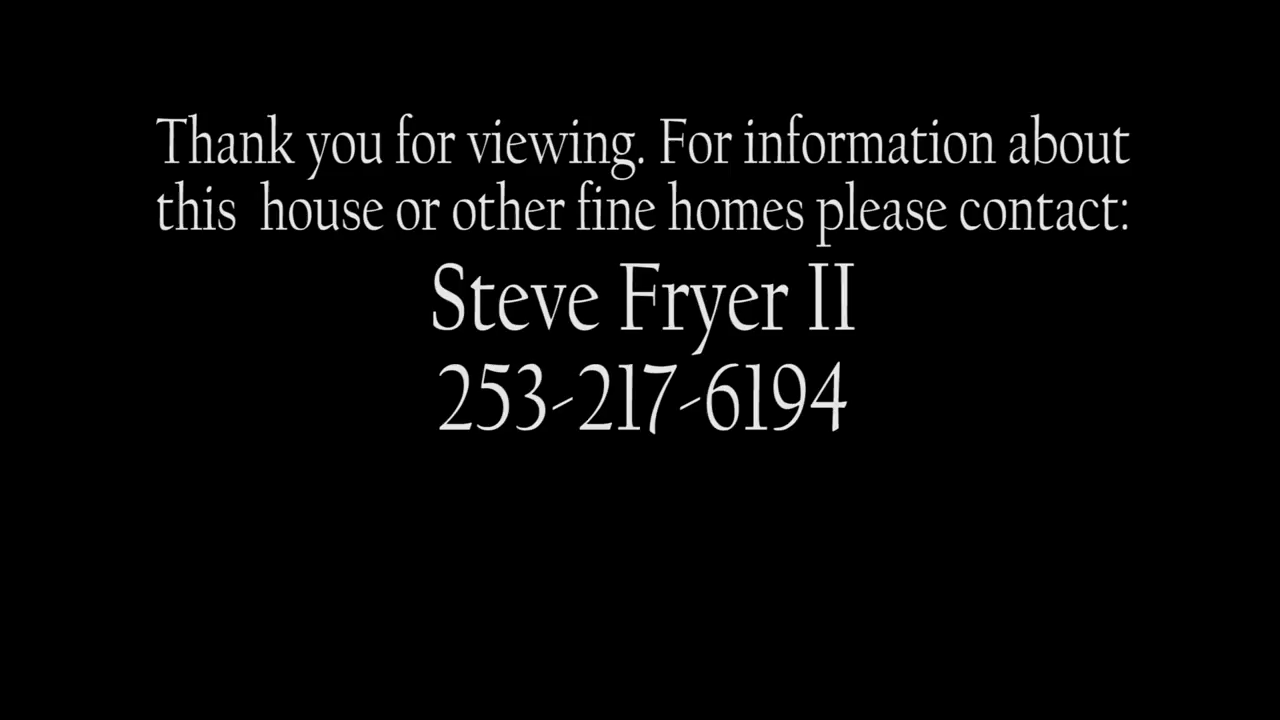 Thank you for viewing. For information about
this  house or other fine homes please contact:
Steve Fryer II
253-217-6194